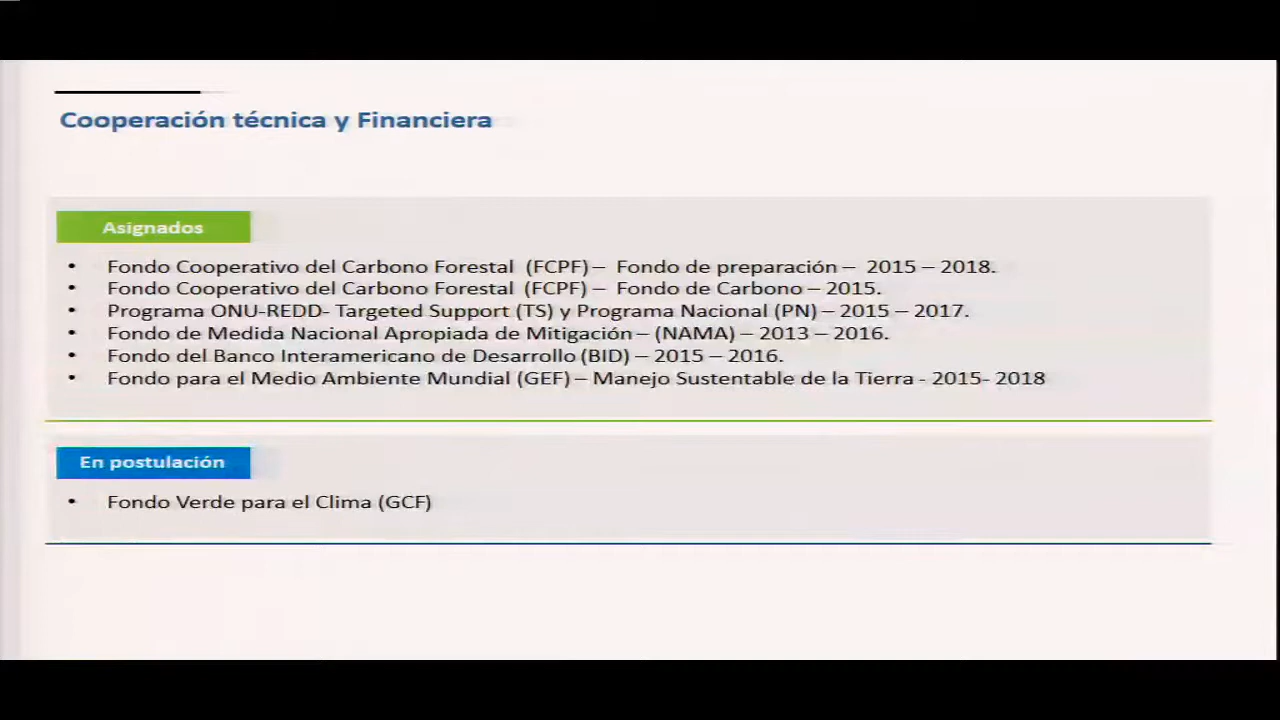 Cooperación técnica y Financiera
Asignados
• Fondo Cooperativo del Carbono Forestal (FCPF) – Fondo de preparación – 2015 – 2018.
• Fondo Cooperativo del Carbono Forestal (FCPF) – Fondo de Carbono – 2015.
• Programa ONU-REDD- Targeted Support (TS) y Programa Nacional (PN) – 2015 – 2017.
• Fondo de Medida Nacional Apropiada de Mitigación – (NAMA) – 2013 – 2016.
• Fondo del Banco Interamericano de Desarrollo (BID) – 2015 – 2016.
• Fondo para el Medio Ambiente Mundial (GEF) – Manejo Sustentable de la Tierra - 2015- 2018
En postulación
• Fondo Verde para el Clima (GCF)